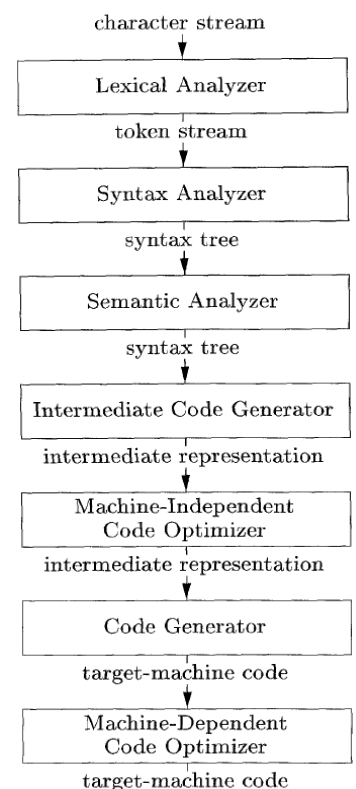 character stream
Lexical Analyzer
token stream
Syntax Analyzer
syntax tree
Semantic Analyzer
syntax tree
Intermediate Code Generator
intermediate representation
Machine-Independent
Code Optimizer
intermediate representation
Code Generator
target-machine code
Machine-Dependent
Code Optimizer
target-machine code